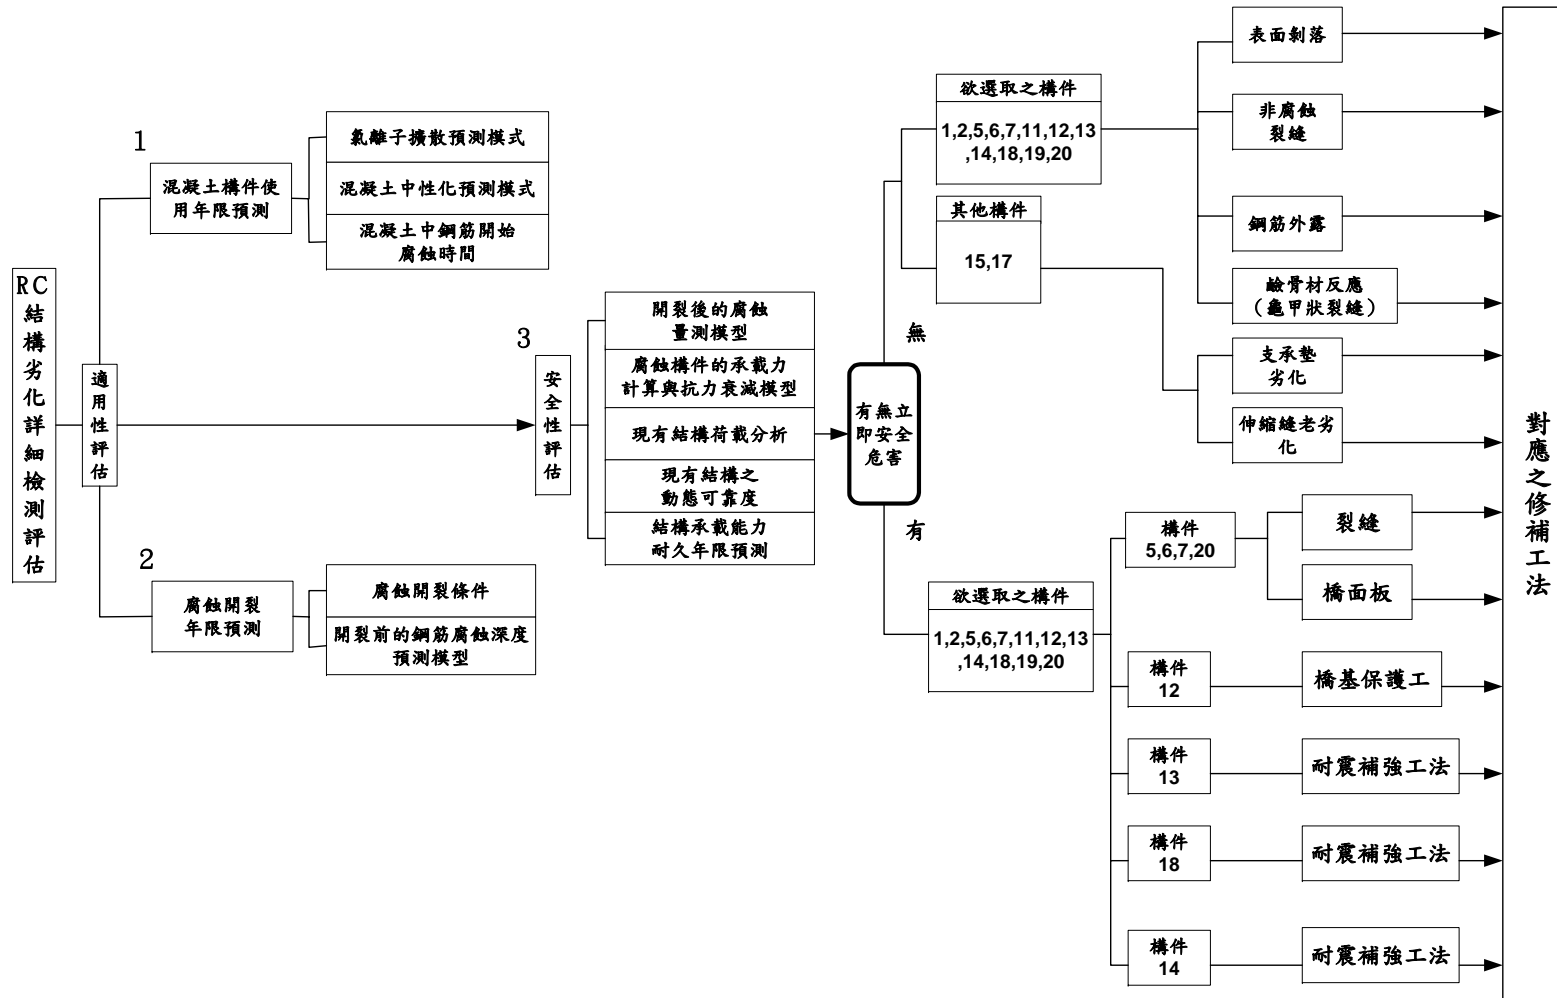 RC
結
構
劣
化
詳
細
檢
測
評
估
適
用
性
評
估
1
混凝土構件使
用年限預測
氯離子擴散預測模式
混凝土中性化預測模式
混凝土中鋼筋開始
腐蝕時間
2
腐蝕開裂
年限預測
腐蝕開裂條件
開裂前的鋼筋腐蝕深度
預測模型
3
安
全
性
評
估
開裂後的腐蝕
量測模型
腐蝕構件的承載力
計算與抗力衰減模型
現有結構荷載分析
現有結構之
動態可靠度
結構承載能力
耐久年限預測
有無立
即安全
危害
無
有
欲選取之構件
1,2,5,6,7,11,12,13
,14,18,19,20
其他構件
15,17
表面剝落
非腐蝕
裂縫
鋼筋外露
鹼骨材反應
（龜甲狀裂縫）
支承墊
劣化
伸縮縫老劣
化
欲選取之構件
1,2,5,6,7,11,12,13
,14,18,19,20
構件
5,6,7,20
裂縫
橋面板
構件
12
橋基保護工
構件
13
耐震補強工法
構件
18
耐震補強工法
構件
14
耐震補強工法
對
應
之
修
補
工
法